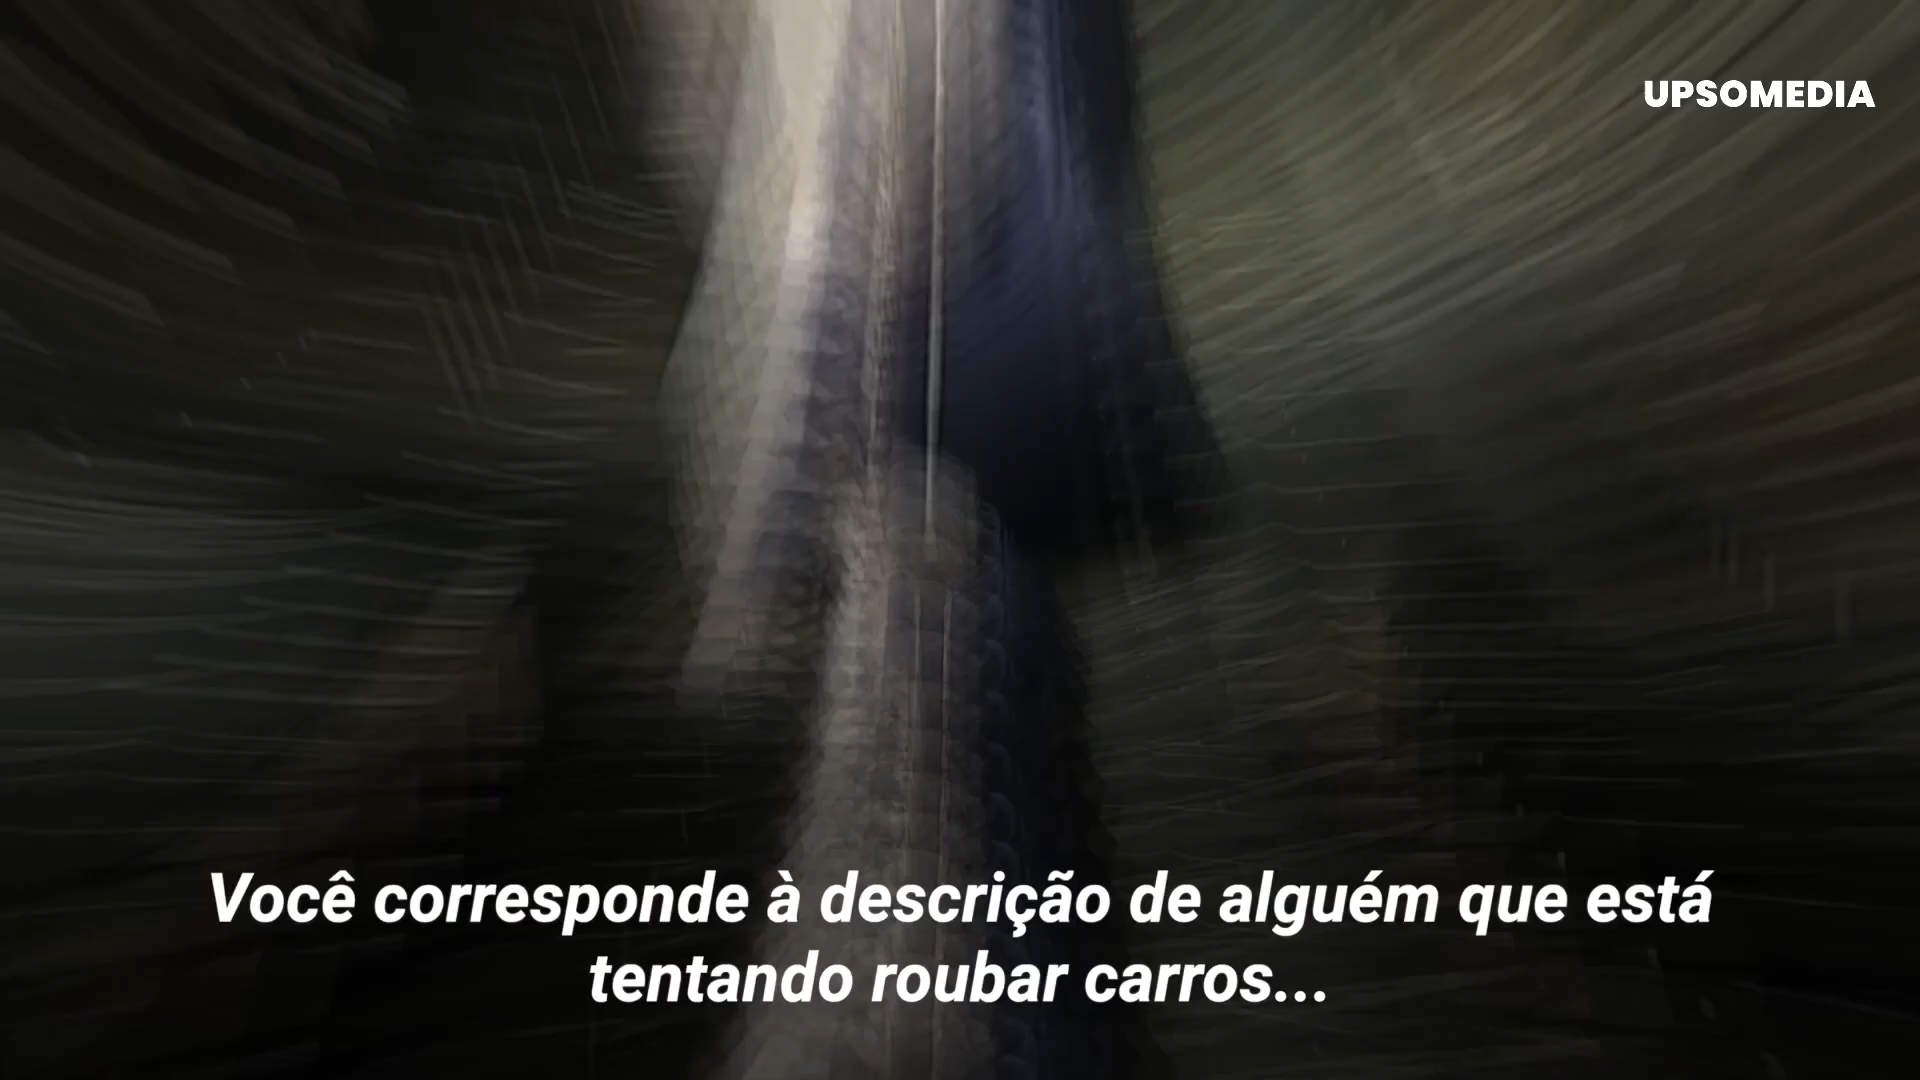 UPSOMEDIA
Você corresponde à descrição de alguém que está
tentando roubar carros...